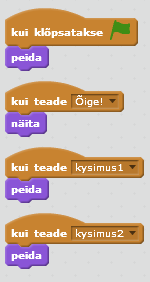 kui klõpsatakse
peida
kui teade Õige!
näita
kui teade kysimus1
peida
kui teade kysimus2
peida